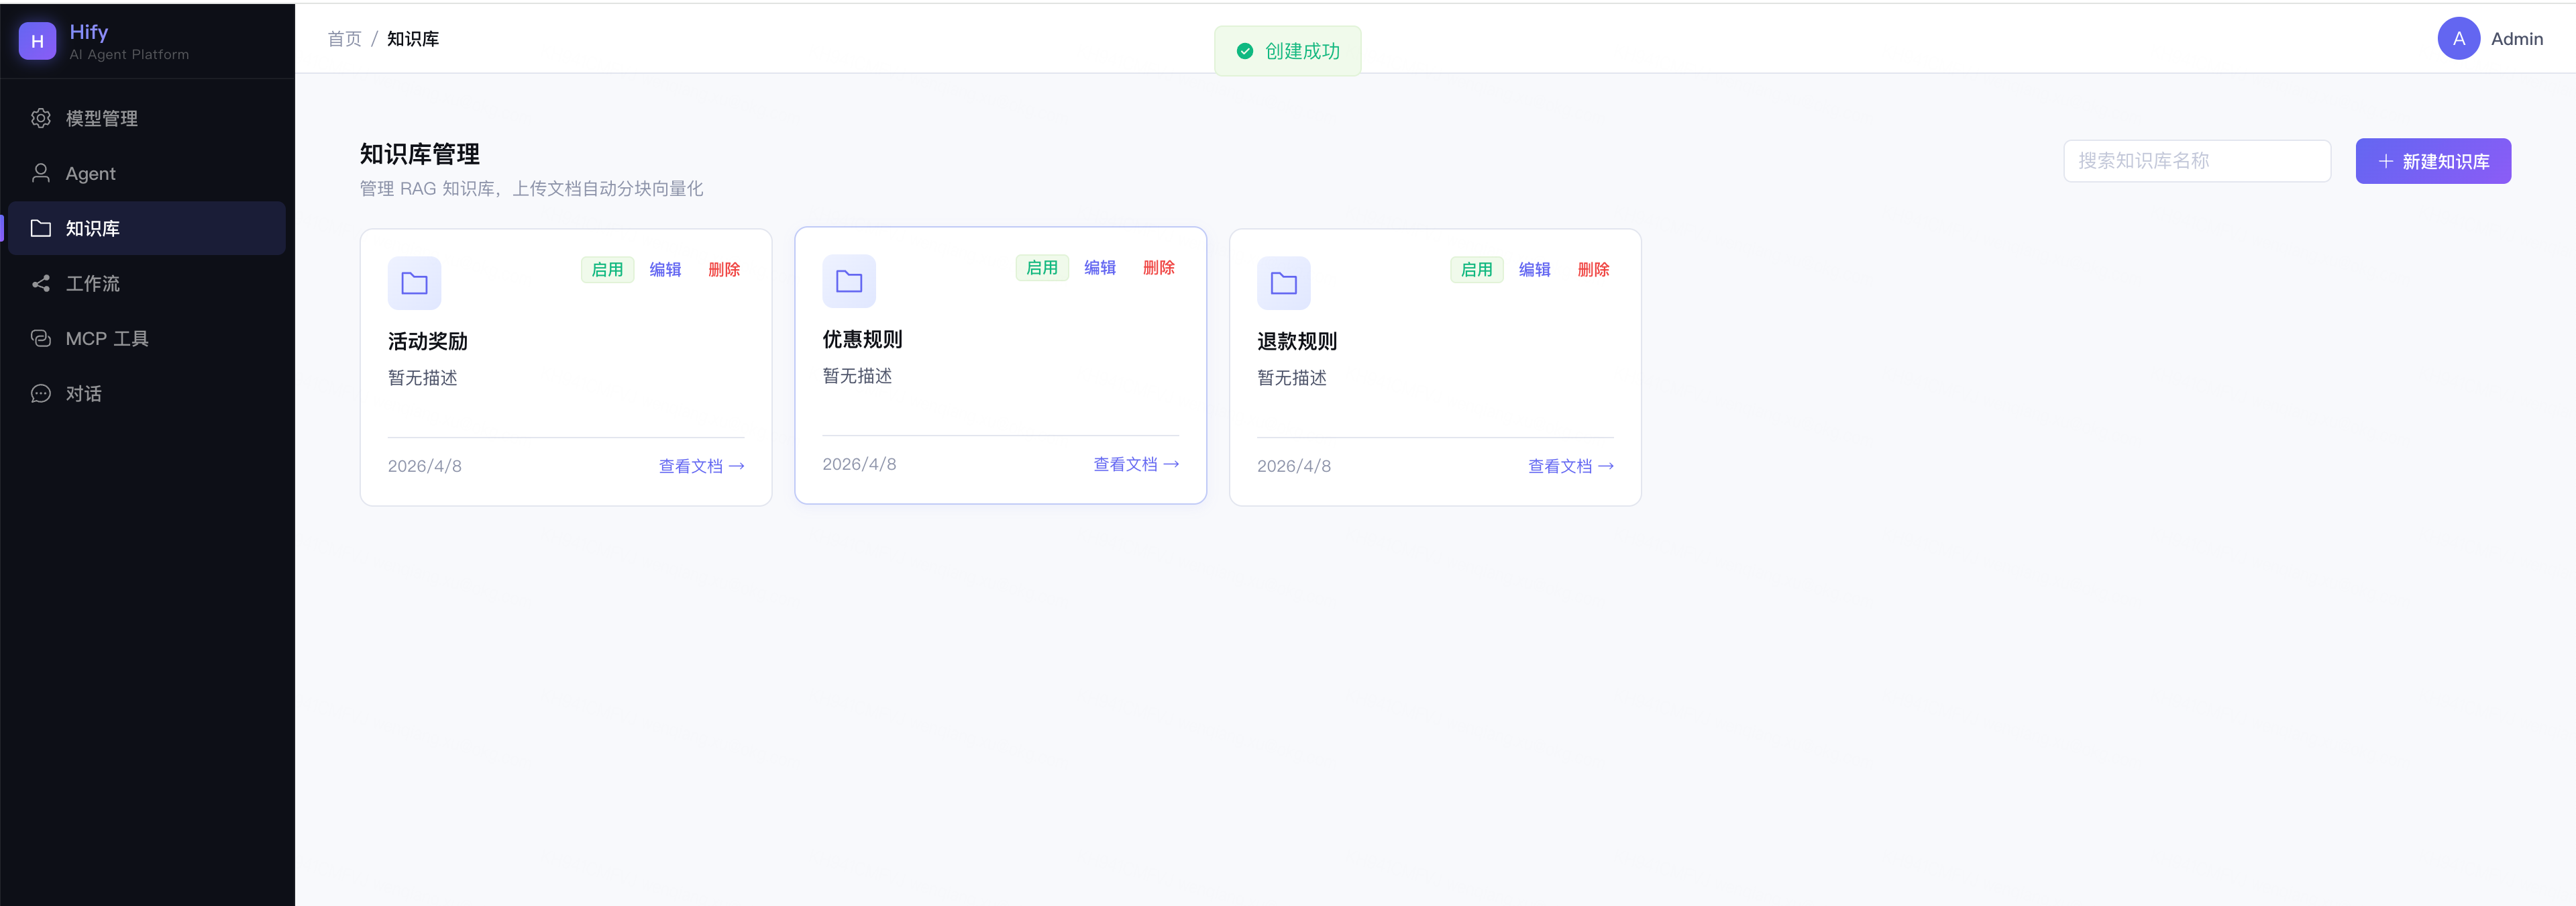 H
Hify
AI Agent Platform
模型管理
Agent
知识库
工作流
MCP 工具
对话
首页 / 知识库
创建成功
A Admin
知识库管理
管理 RAG 知识库，上传文档自动分块向量化
搜索知识库名称
新建知识库
启用 编辑 删除
活动奖励
暂无描述
2026/4/8 查看文档 →
启用 编辑 删除
优惠规则
暂无描述
2026/4/8 查看文档 →
启用 编辑 删除
退款规则
暂无描述
2026/4/8 查看文档 →